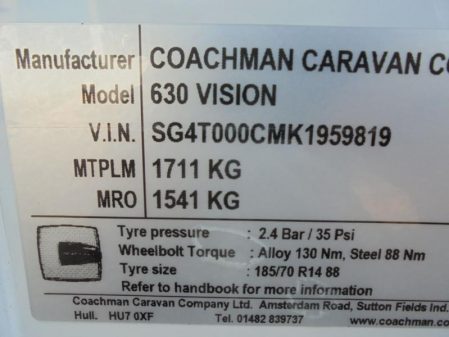 Manufacturer COACHMAN CARAVAN CO
Model 630 VISION
V.I.N. SG4T000CMK1959819
MTPLM 1711 KG
MRO 1541 KG
Tyre pressure : 2.4 Bar / 35 Psi
Wheelbolt Torque : Alloy 130 Nm, Steel 88 Nm
Tyre size : 185/70 R14 88
Refer to handbook for more information
Coachman Caravan Company Ltd. Amsterdam Road, Sutton Fields Ind.
Hull. HU7 0XF Tel. 01482 839737 www.coachman.co